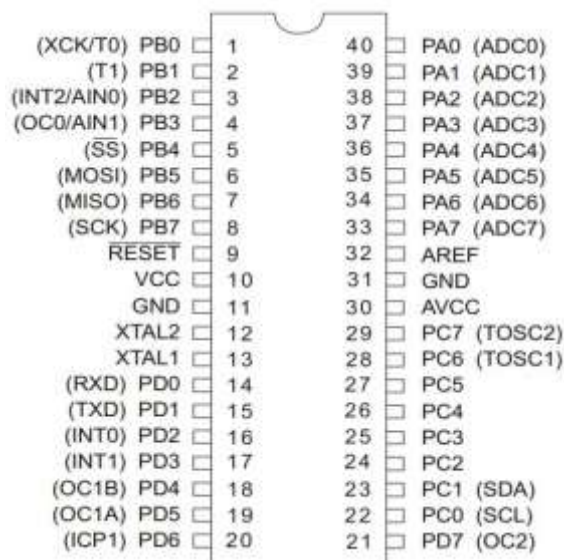 (XCK/T0) PB0 1 40 PA0 (ADC0)
(T1) PB1 2 39 PA1 (ADC1)
(INT2/AIN0) PB2 3 38 PA2 (ADC2)
(OC0/AIN1) PB3 4 37 PA3 (ADC3)
(SS) PB4 5 36 PA4 (ADC4)
(MOSI) PB5 6 35 PA5 (ADC5)
(MISO) PB6 7 34 PA6 (ADC6)
(SCK) PB7 8 33 PA7 (ADC7)
RESET 9 32 AREF
VCC 10 31 GND
GND 11 30 AVCC
XTAL2 12 29 PC7 (TOSC2)
XTAL1 13 28 PC6 (TOSC1)
(RXD) PD0 14 27 PC5
(TXD) PD1 15 26 PC4
(INT0) PD2 16 25 PC3
(INT1) PD3 17 24 PC2
(OC1B) PD4 18 23 PC1 (SDA)
(OC1A) PD5 19 22 PC0 (SCL)
(ICP1) PD6 20 21 PD7 (OC2)